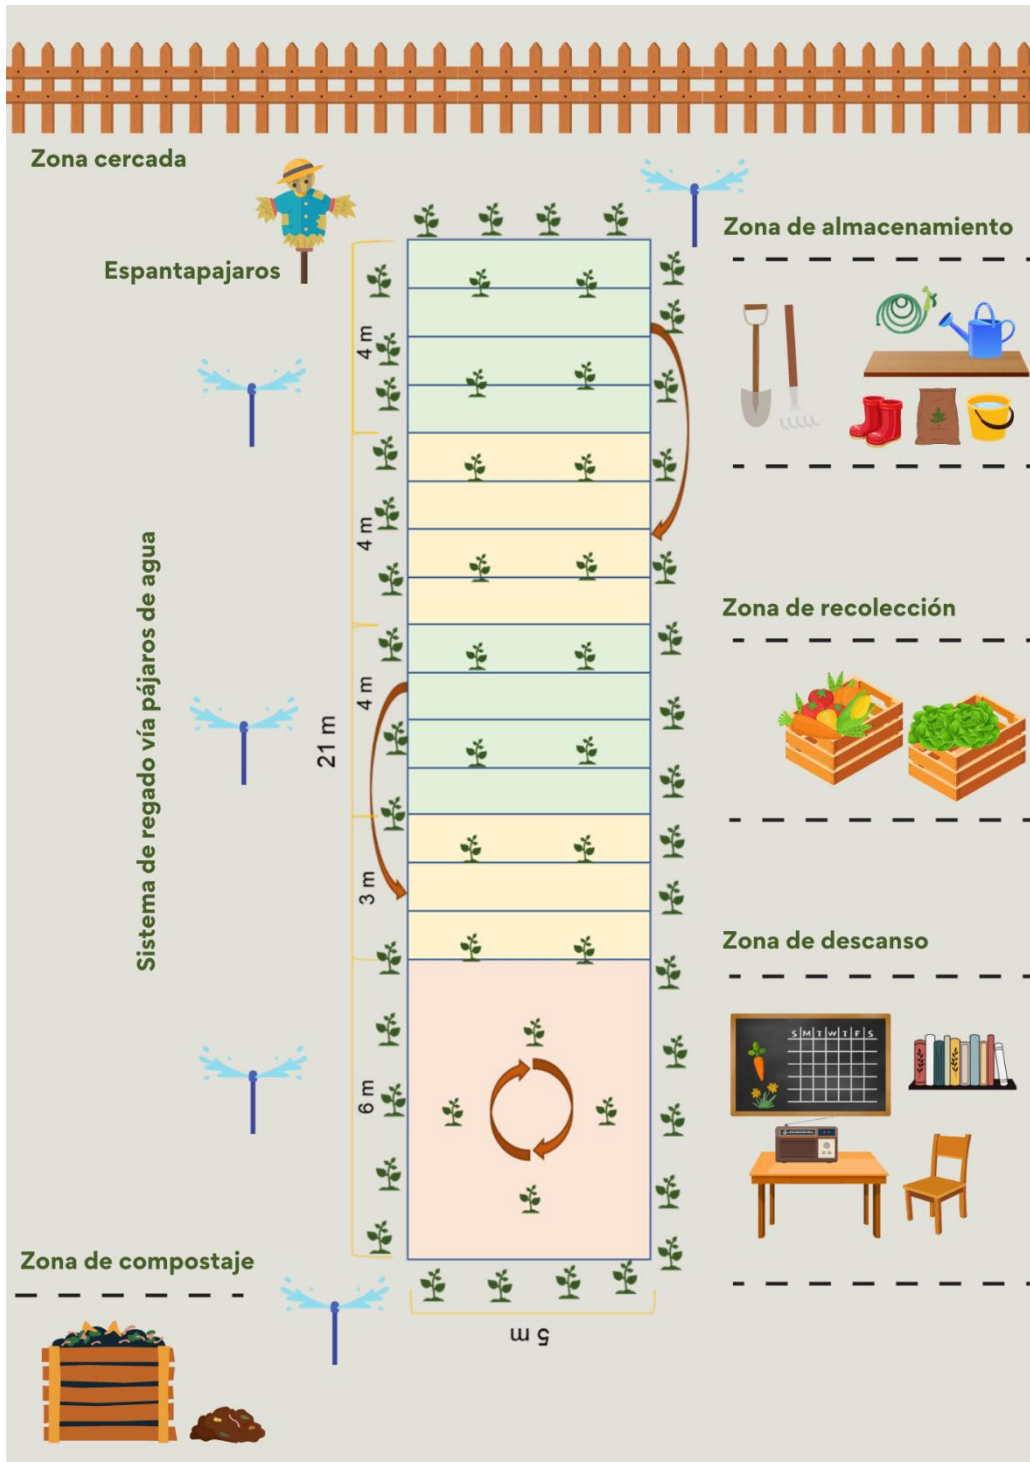 Zona cercada
Espantapajaros
Zona de almacenamiento
4 m
4 m
Sistema de regado vía pájaros de agua
Zona de recolección
4 m
21 m
3 m
Zona de descanso
S M T W T F S
6 m
Zona de compostaje
5 m